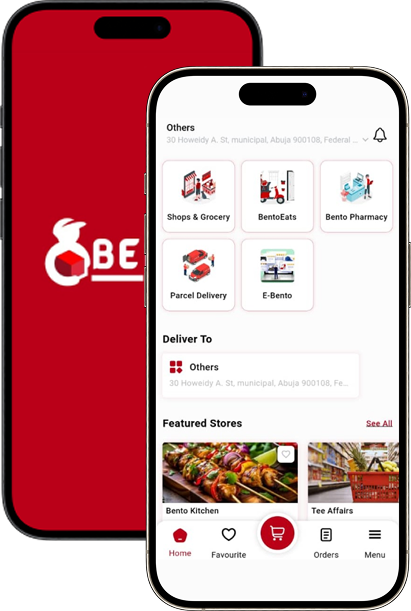 BE
Others
30 Howeidy A. St, municipal, Abuja 900108, Federal ...
Shops & Grocery
BentoEats
Bento Pharmacy
Parcel Delivery
E-Bento
Deliver To
Others
30 Howeidy A. St, municipal, Abuja 900108, Fe...
Featured Stores
See All
Bento Kitchen
Tee Affairs
Home
Favourite
Orders
Menu